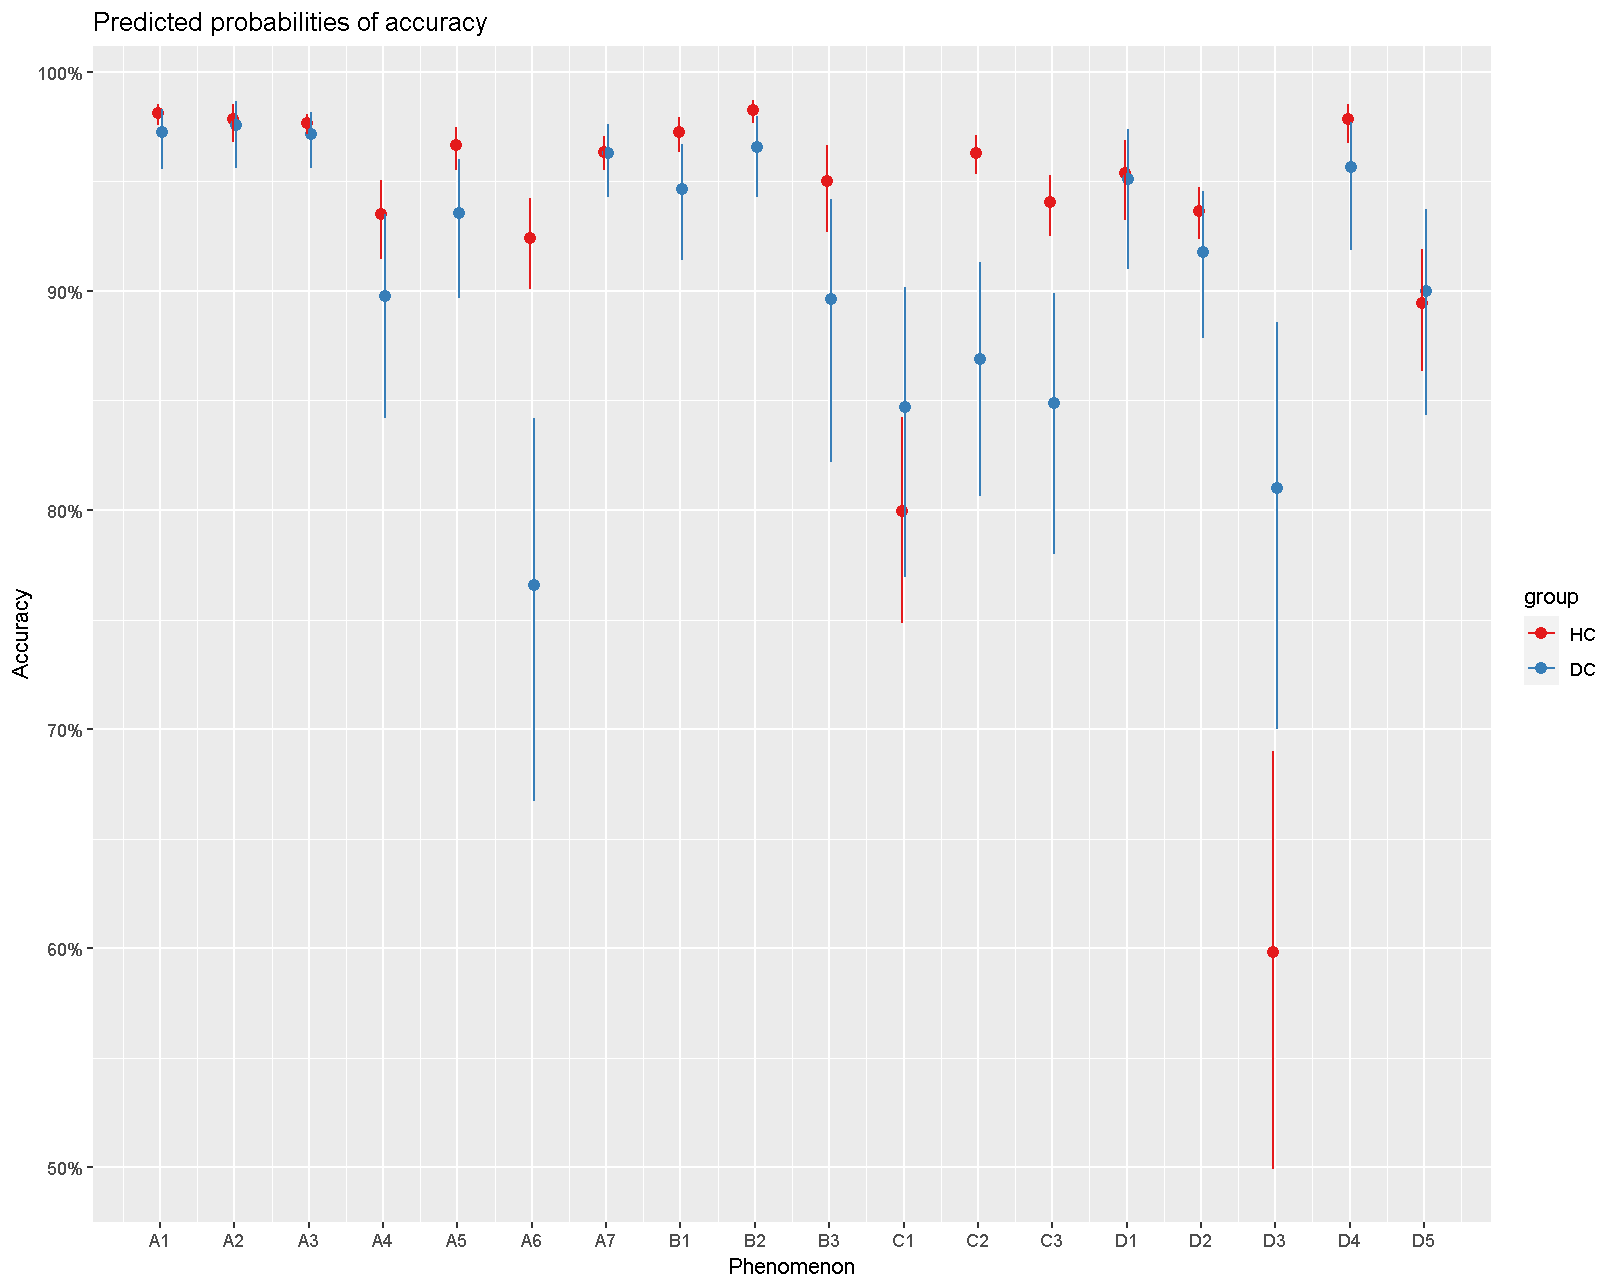 Predicted probabilities of accuracy
100%
90%
80%
70%
60%
50%
Accuracy
A1 A2 A3 A4 A5 A6 A7 B1 B2 B3 C1 C2 C3 D1 D2 D3 D4 D5
Phenomenon
group
HC
DC